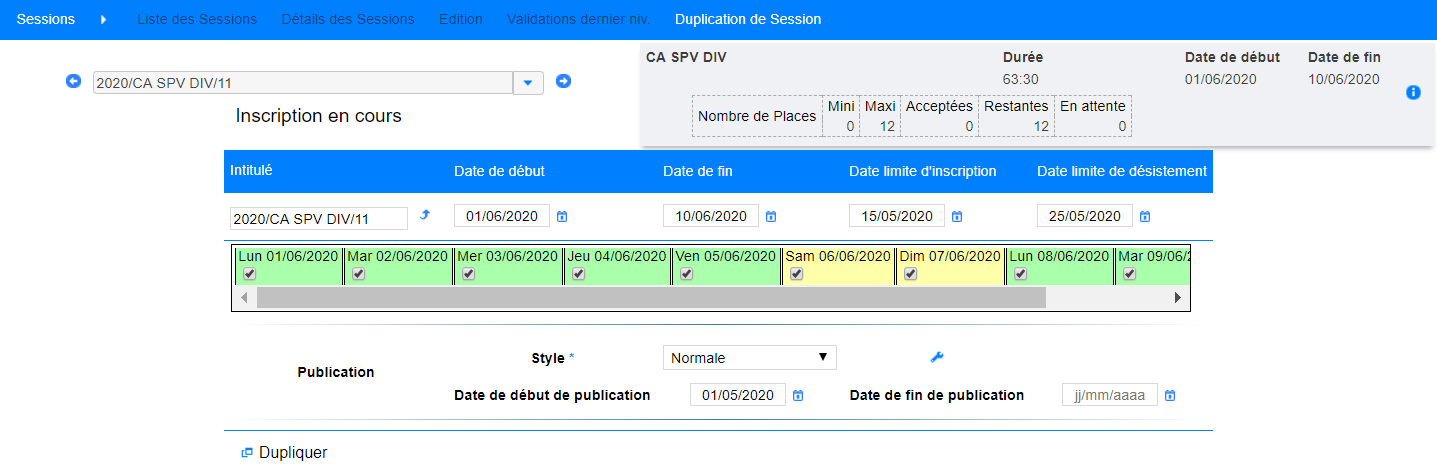 Sessions Liste des Sessions Détails des Sessions Edition Validations dernier niv. Duplication de Session
CA SPV DIV Durée Date de début Date de fin
63:30 01/06/2020 10/06/2020
2020/CA SPV DIV/11
Nombre de Places Mini Maxi Acceptées Restantes En attente
0 12 0 12 0
Inscription en cours
Intitulé Date de début Date de fin Date limite d'inscription Date limite de désistement
2020/CA SPV DIV/11 01/06/2020 10/06/2020 15/05/2020 25/05/2020
Lun 01/06/2020 Mar 02/06/2020 Mer 03/06/2020 Jeu 04/06/2020 Ven 05/06/2020 Sam 06/06/2020 Dim 07/06/2020 Lun 08/06/2020 Mar 09/06/2
Publication
Style * Normale
Date de début de publication 01/05/2020 Date de fin de publication jj/mm/aaaa
Dupliquer